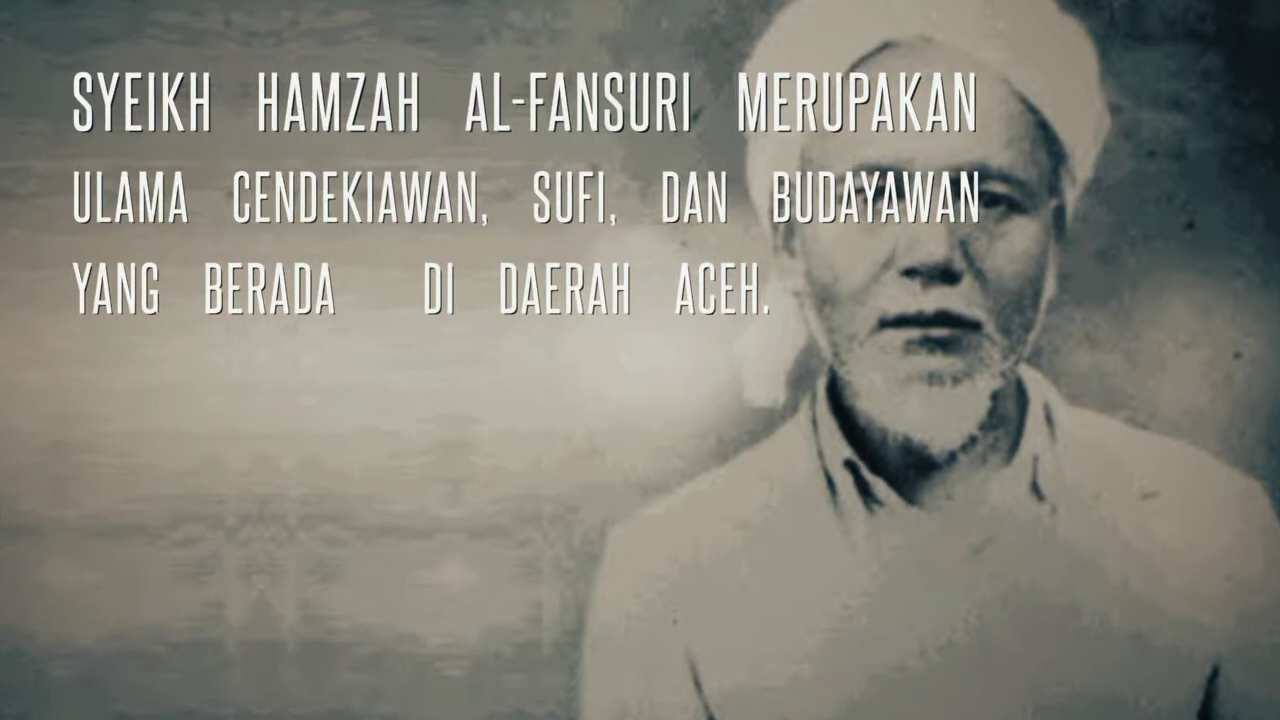 SYEIKH HAMZAH AL-FANSURI MERUPAKAN
ULAMA CENDEKIAWAN, SUFI, DAN BUDAYAWAN
YANG BERADA DI DAERAH ACEH.